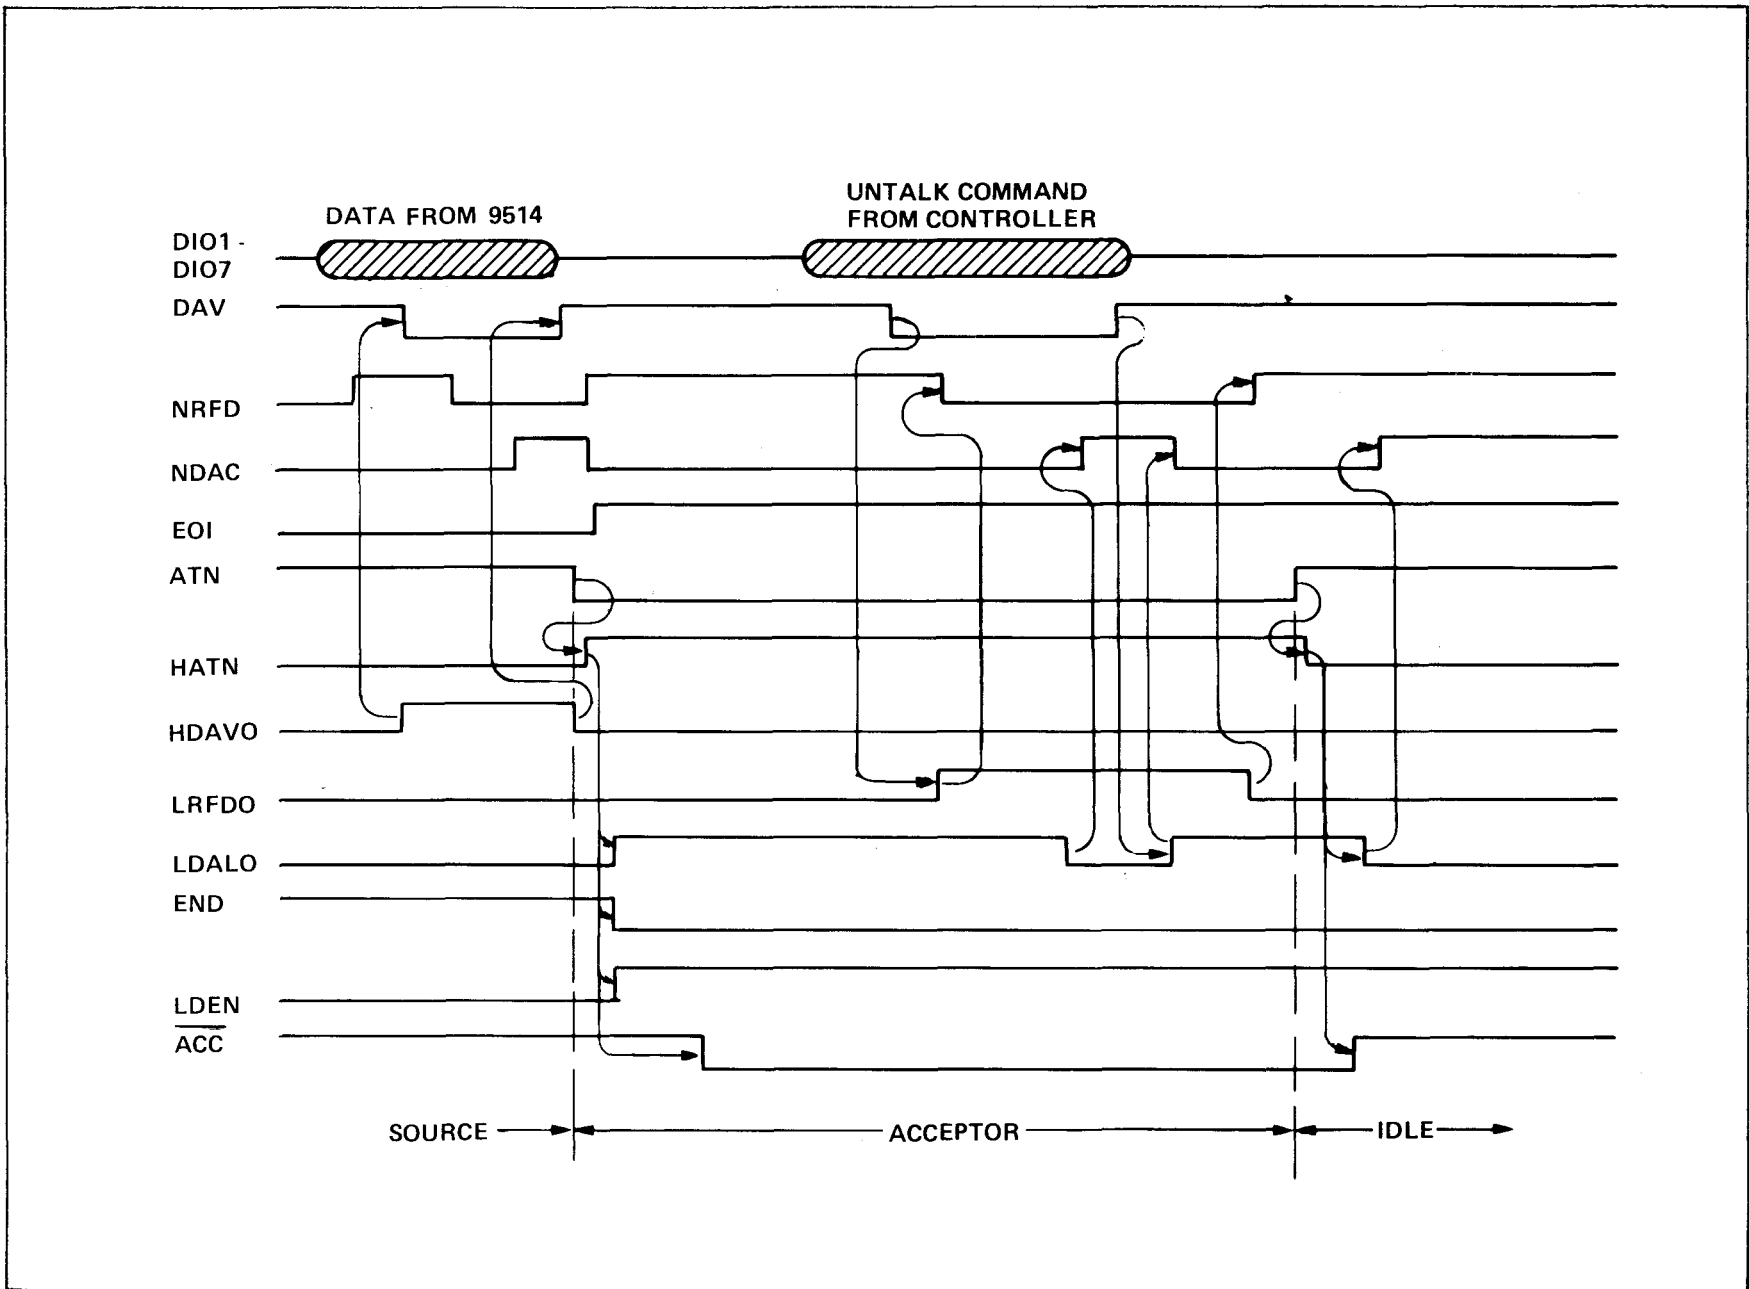 DATA FROM 9514
UNTALK COMMAND
FROM CONTROLLER
DIO1 -
DIO7
DAV
NRFD
NDAC
EOI
ATN
HATN
HDAVO
LRFDO
LDALO
END
LDEN
ACC
SOURCE
ACCEPTOR
IDLE